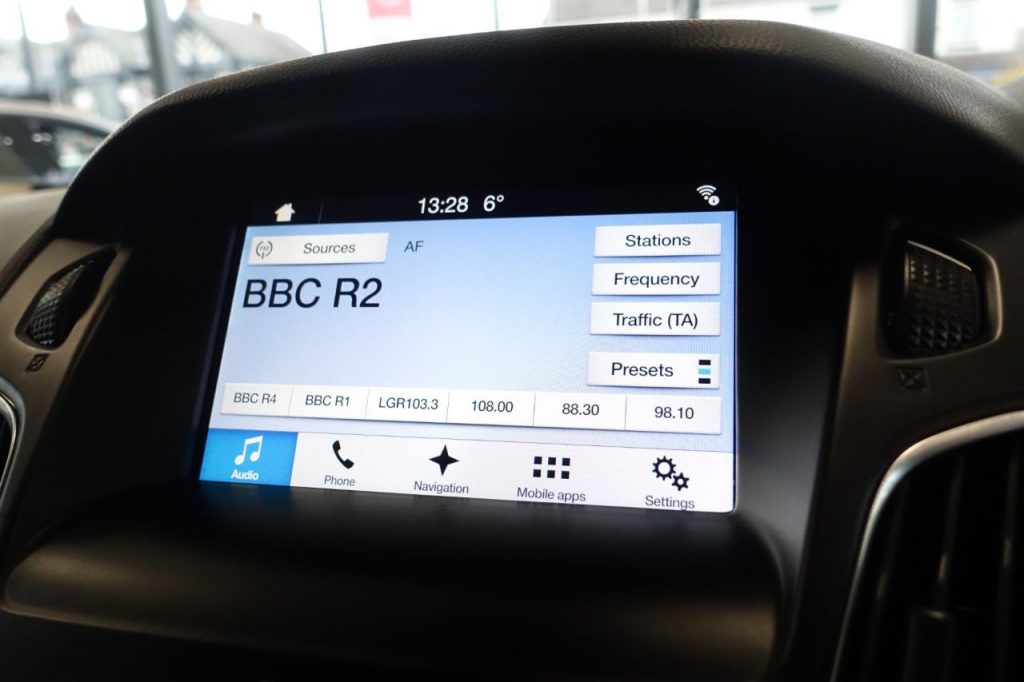 13:28 6°
Sources AF
BBC R2
Stations
Frequency
Traffic (TA)
Presets
BBC R4 BBC R1 LGR103.3 108.00 88.30 98.10
Audio Phone Navigation Mobile apps Settings